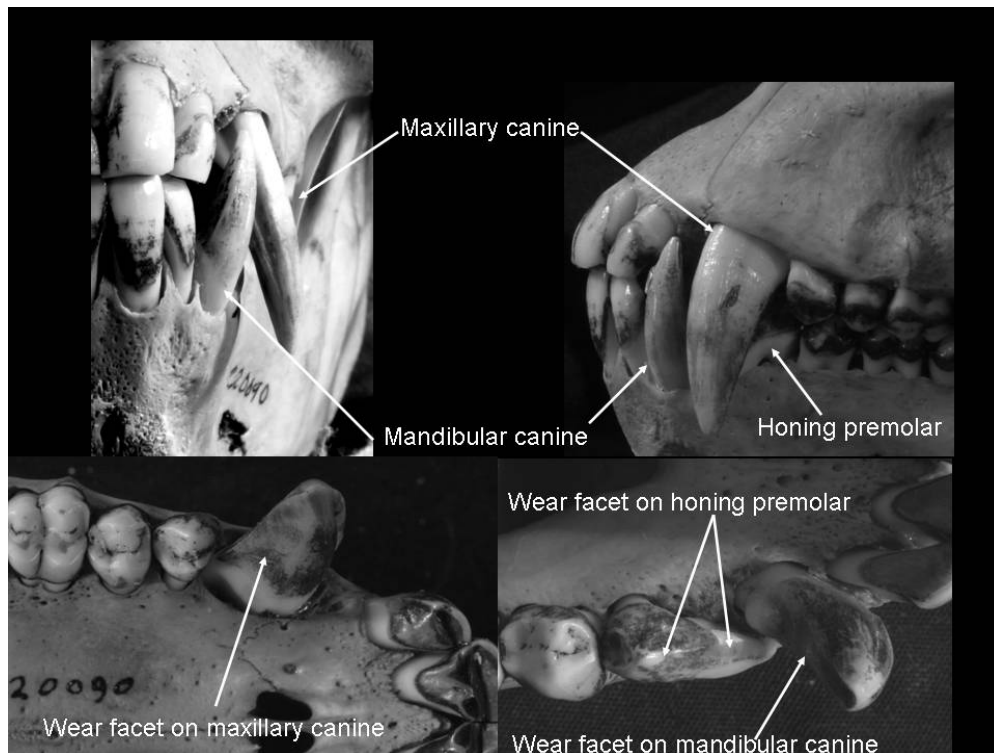 Maxillary canine
220090
Mandibular canine
Honing premolar
Wear facet on honing premolar
20090
Wear facet on maxillary canine
Wear facet on mandibular canine